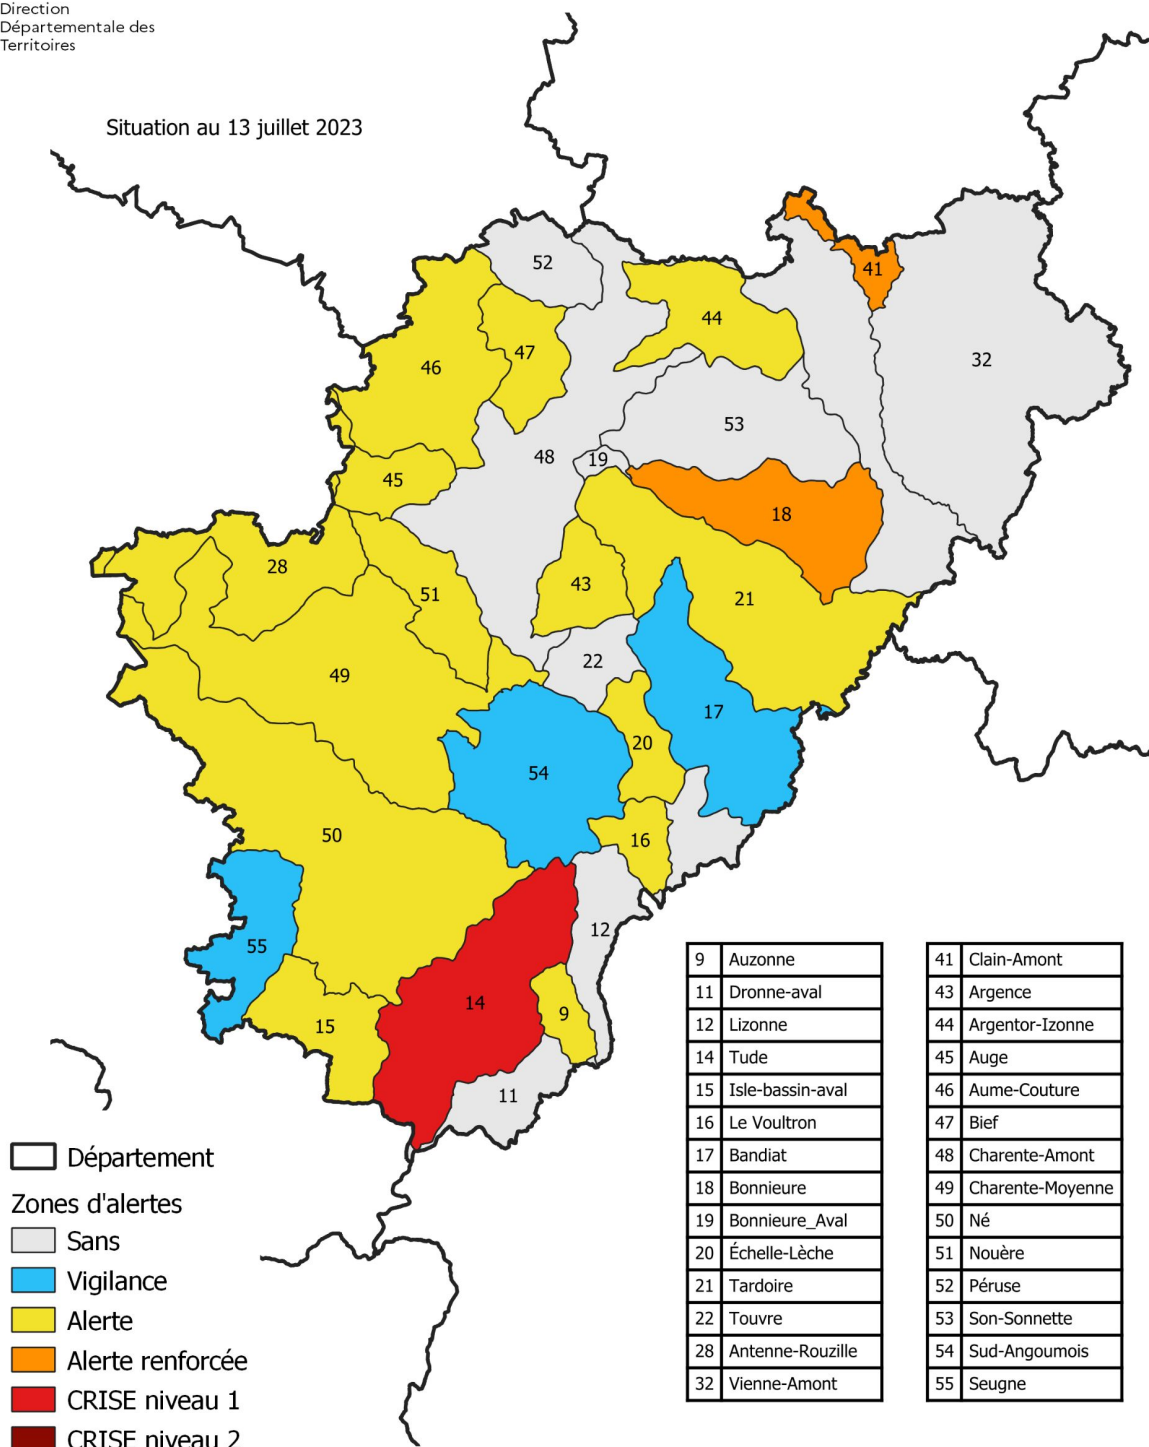 Direction
Départementale des
Territoires
Situation au 13 juillet 2023
52
41
44
47
46
32
53
48
19
45
18
28
43
51
21
22
49
17
20
54
50
16
12
55
14
9
15
11
9 Auzonne
11 Dronne-aval
12 Lizonne
14 Tude
15 Isle-bassin-aval
16 Le Voultron
17 Bandiat
18 Bonnieure
19 Bonnieure_Aval
20 Échelle-Lèche
21 Tardoire
22 Touvre
28 Antenne-Rouzille
32 Vienne-Amont
41 Clain-Amont
43 Argence
44 Argentor-Izonne
45 Auge
46 Aume-Couture
47 Bief
48 Charente-Amont
49 Charente-Moyenne
50 Né
51 Nouère
52 Péruse
53 Son-Sonnette
54 Sud-Angoumois
55 Seugne
Département
Zones d'alertes
Sans
Vigilance
Alerte
Alerte renforcée
CRISE niveau 1
CRISE niveau 2